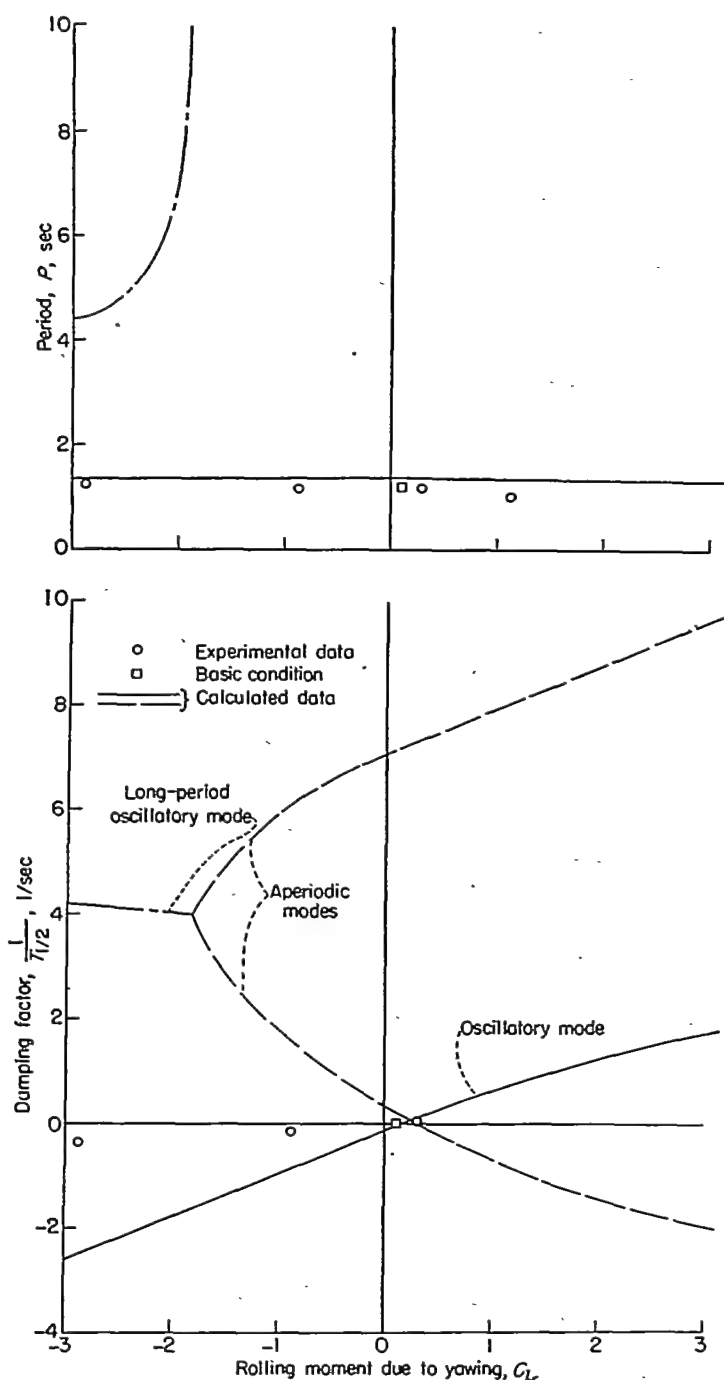 10
8
6
4
2
0
Period, P, sec
10
8
6
4
2
0
-2
-4
Damping factor, 1/T1/2, 1/sec
Experimental data
Basic condition
Calculated data
Long-period
oscillatory mode
Aperiodic
modes
Oscillatory mode
-3 -2 -1 0 1 2 3
Rolling moment due to yawing, Clr